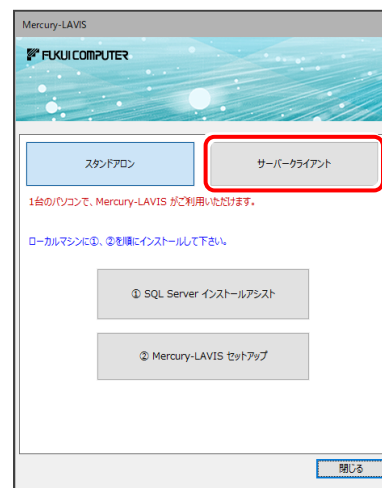 Mercury-LAVIS
FUKUI COMPUTER
スタンドアロン
サーバークライアント
1台のパソコンで、Mercury-LAVIS がご利用いただけます。
ローカルマシンに①、②を順にインストールして下さい。
① SQL Server インストールアシスト
② Mercury-LAVIS セットアップ
閉じる